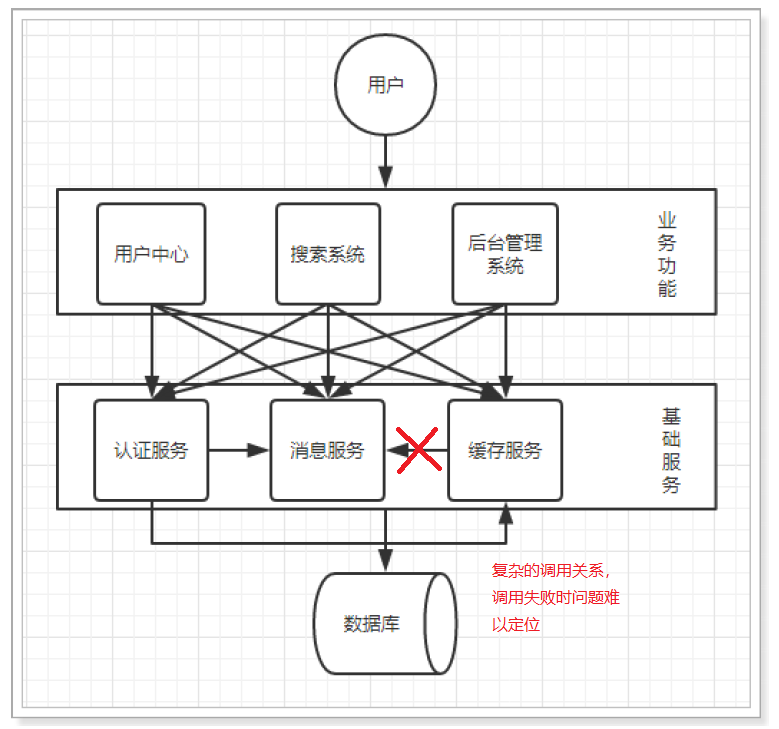 用户
用户中心
搜索系统
后台管理
系统
业
务
功
能
认证服务
消息服务
缓存服务
基
础
服
务
数据库
复杂的调用关系，
调用失败时问题难
以定位